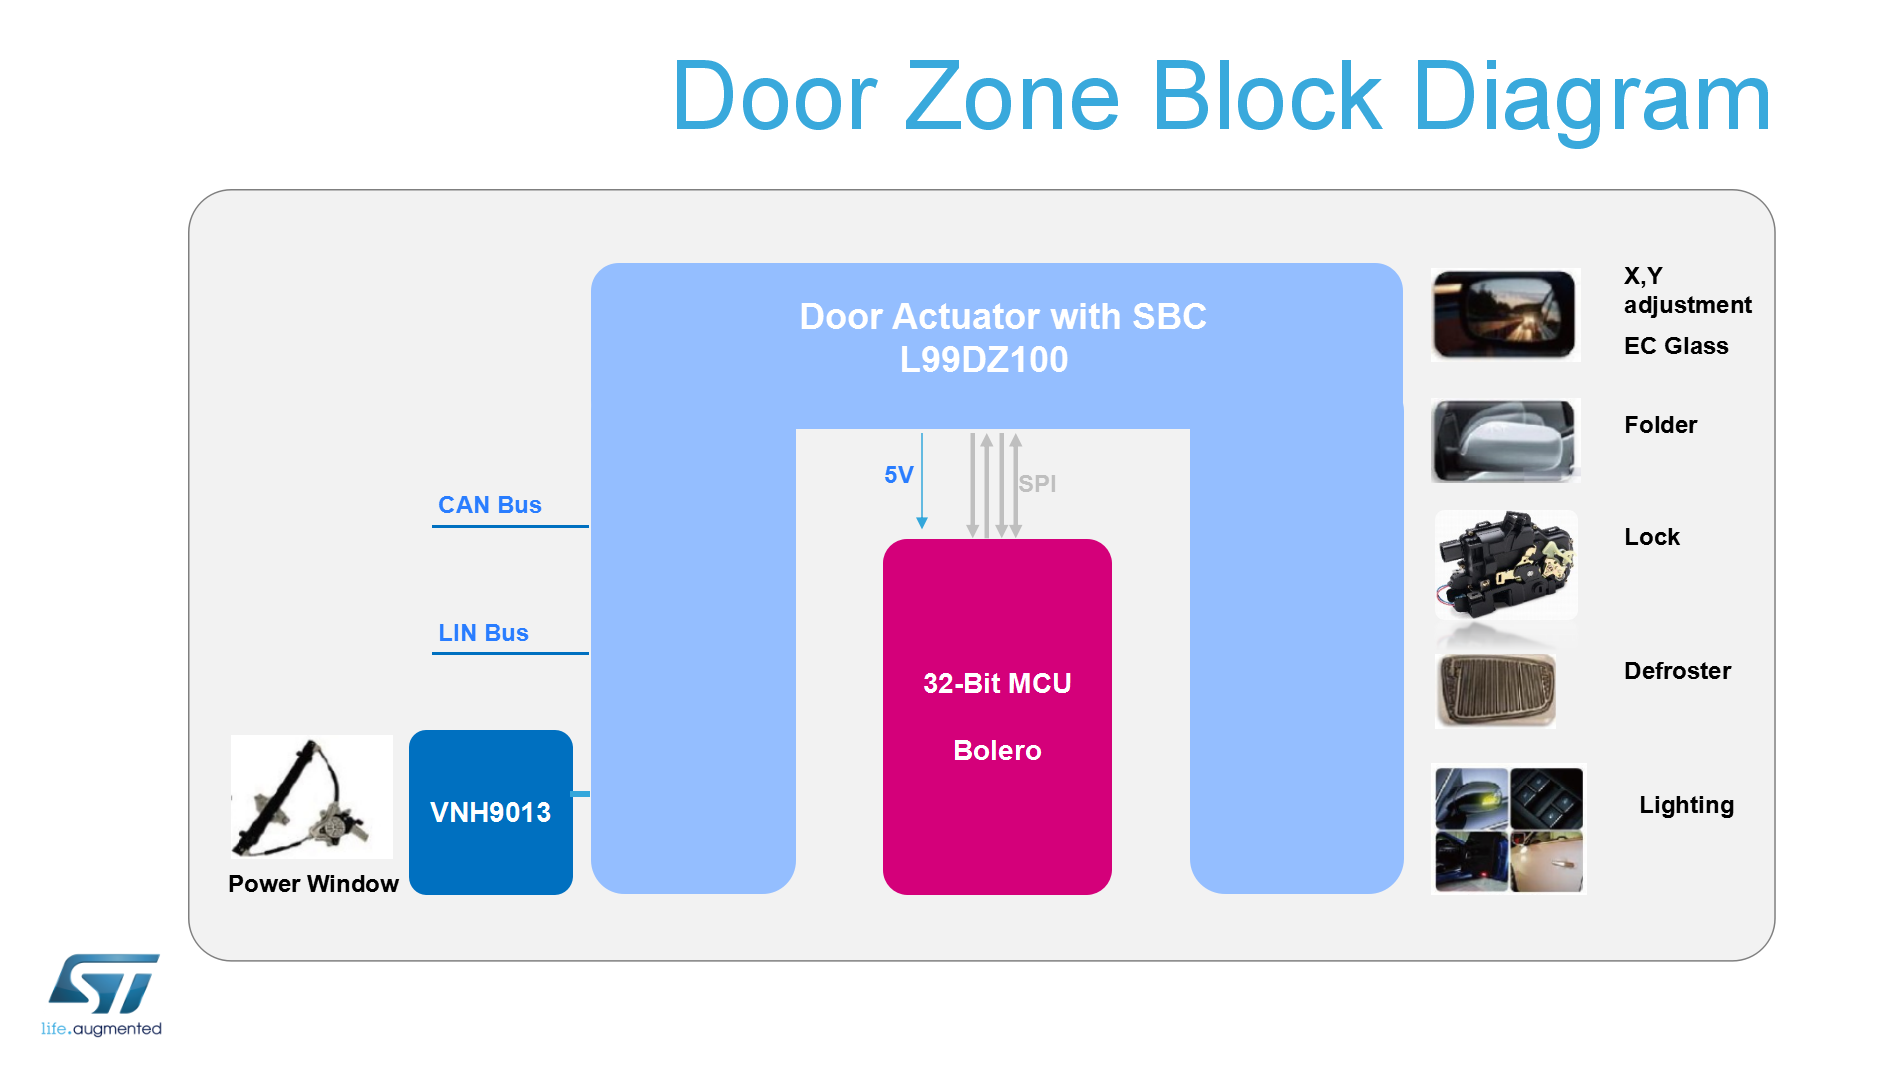 Door Zone Block Diagram
Door Actuator with SBC
L99DZ100
X,Y
adjustment
EC Glass
Folder
5V
SPI
CAN Bus
Lock
LIN Bus
32-Bit MCU
Bolero
Defroster
VNH9013
Lighting
Power Window
ST
life.augmented